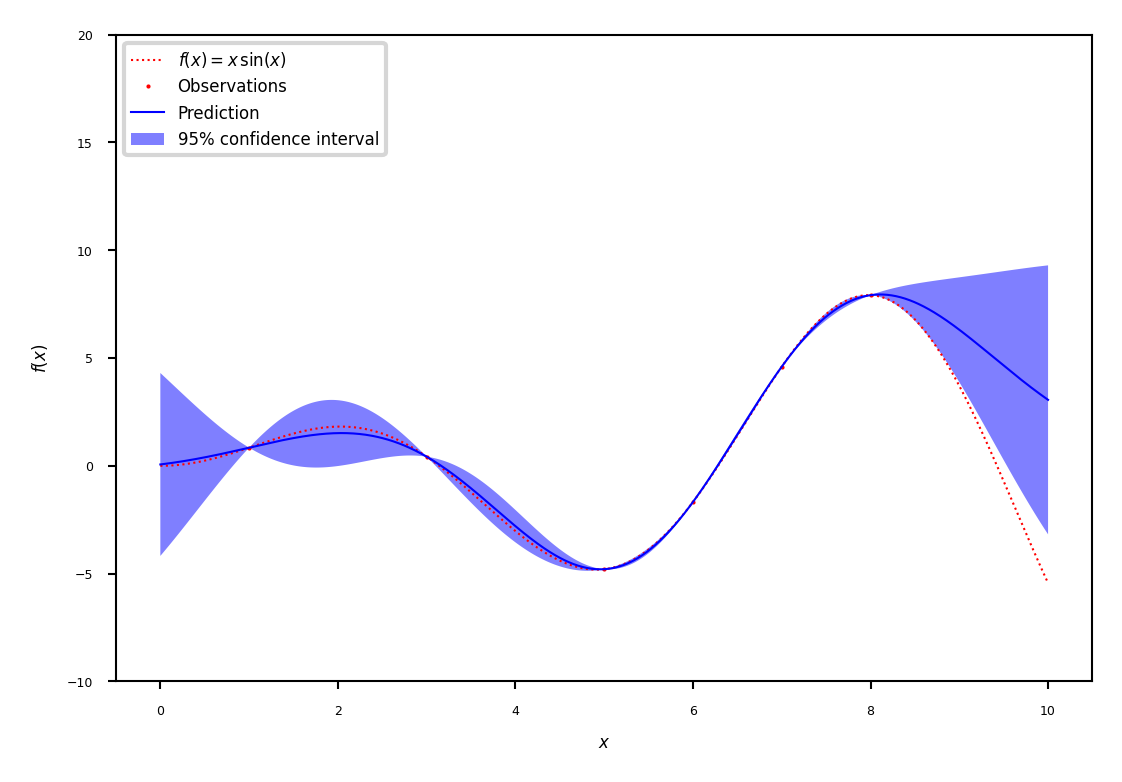 f(x) = x sin(x)
Observations
Prediction
95% confidence interval
20
15
10
5
0
−5
−10
f(x)
0 2 4 6 8 10
x